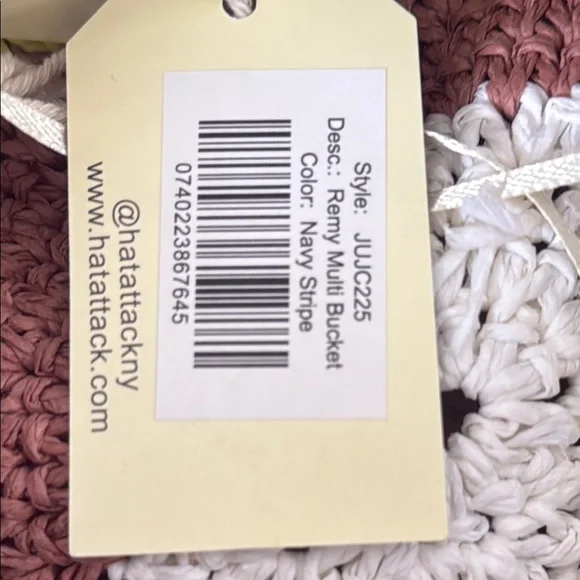 Style: JUJC225
Desc.: Remy Multi Bucket
Color: Navy Stripe
0740223867645
@hatattackny
www.hatattack.com